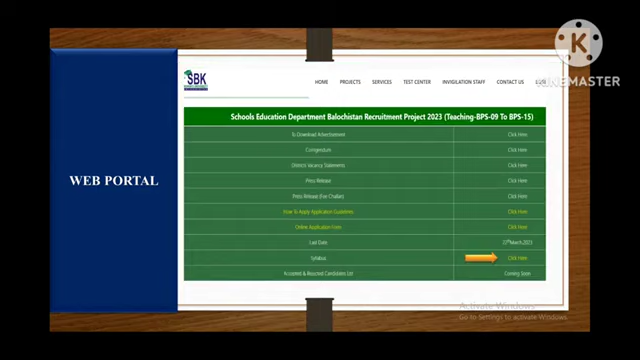 KINEMASTER
SBK
HOME PROJECTS SERVICES TEST CENTER INVIGILATION STAFF CONTACT US
Schools Education Department Balochistan Recruitment Project 2023 (Teaching-BPS-09 To BPS-15)
To Download Advertisement Click Here
Corrigendum Click Here
District Vacancy Statements Click Here
Press Release Click Here
Press Release (Fee Challan) Click Here
How To Apply Application Guidelines Click Here
WEB PORTAL
Online Application Form Click Here
Last Date 22th March,2023
Syllabus Click Here
Accepted & Rejected Candidates List Coming Soon
Activate Windows
Go to Settings to activate Windows.